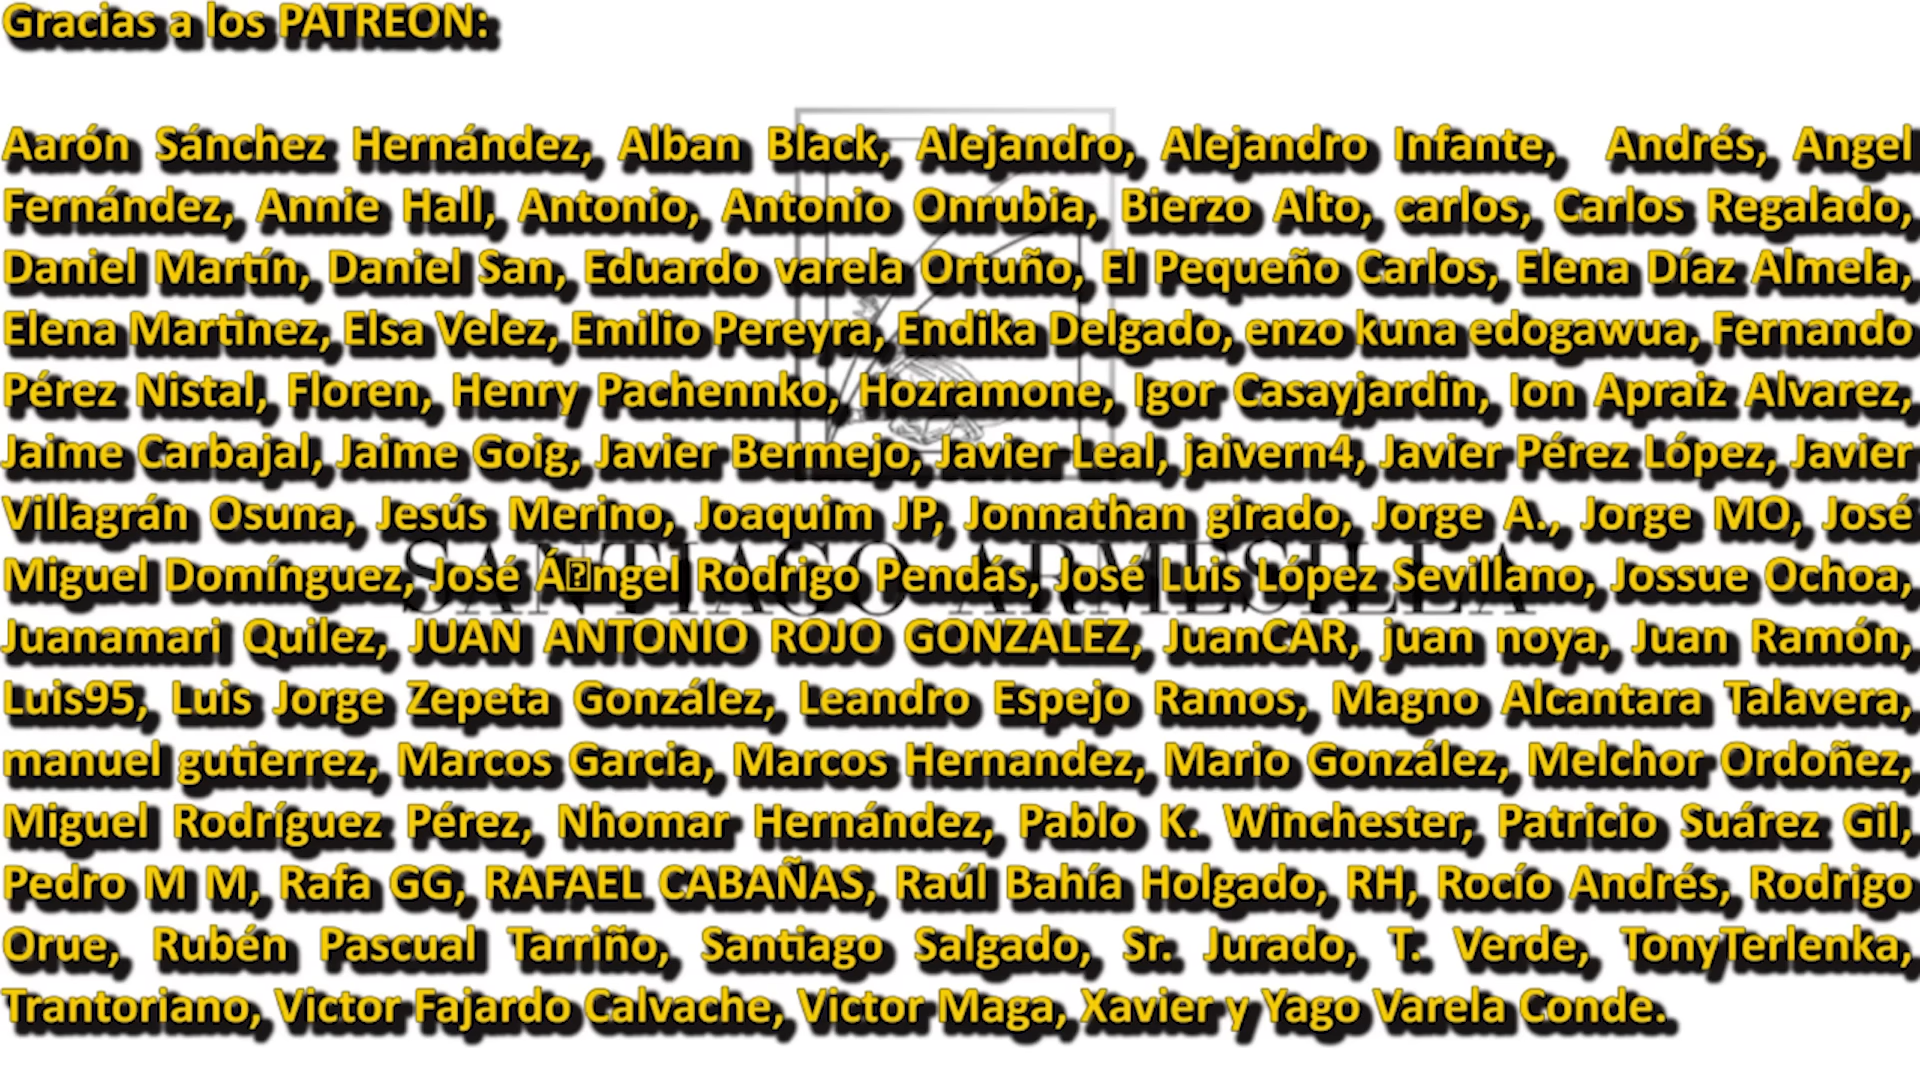 Gracias a los PATREON:
Aarón Sánchez Hernández, Alban Black, Alejandro, Alejandro Infante, Andrés, Angel
Fernández, Annie Hall, Antonio, Antonio Onrubia, Bierzo Alto, carlos, Carlos Regalado,
Daniel Martín, Daniel San, Eduardo varela Ortuño, El Pequeño Carlos, Elena Díaz Almela,
Elena Martinez, Elsa Velez, Emilio Pereyra, Endika Delgado, enzo kuna edogawua, Fernando
Pérez Nistal, Floren, Henry Pachennko, Hozramone, Igor Casayjardin, Ion Apraiz Alvarez,
Jaime Carbajal, Jaime Goig, Javier Bermejo, Javier Leal, jaivern4, Javier Pérez López, Javier
Villagrán Osuna, Jesús Merino, Joaquim JP, Jonnathan girado, Jorge A., Jorge MO, José
Miguel Domínguez, José Á�ngel Rodrigo Pendás, José Luis López Sevillano, Jossue Ochoa,
Juanamari Quilez, JUAN ANTONIO ROJO GONZALEZ, JuanCAR, juan noya, Juan Ramón,
Luis95, Luis Jorge Zepeta González, Leandro Espejo Ramos, Magno Alcantara Talavera,
manuel gutierrez, Marcos Garcia, Marcos Hernandez, Mario González, Melchor Ordoñez,
Miguel Rodríguez Pérez, Nhomar Hernández, Pablo K. Winchester, Patricio Suárez Gil,
Pedro M M, Rafa GG, RAFAEL CABAÑAS, Raúl Bahía Holgado, RH, Rocío Andrés, Rodrigo
Orue, Rubén Pascual Tarriño, Santiago Salgado, Sr. Jurado, T. Verde, TonyTerlenka,
Trantoriano, Victor Fajardo Calvache, Victor Maga, Xavier y Yago Varela Conde.
SANTIAGO ARMESILLA